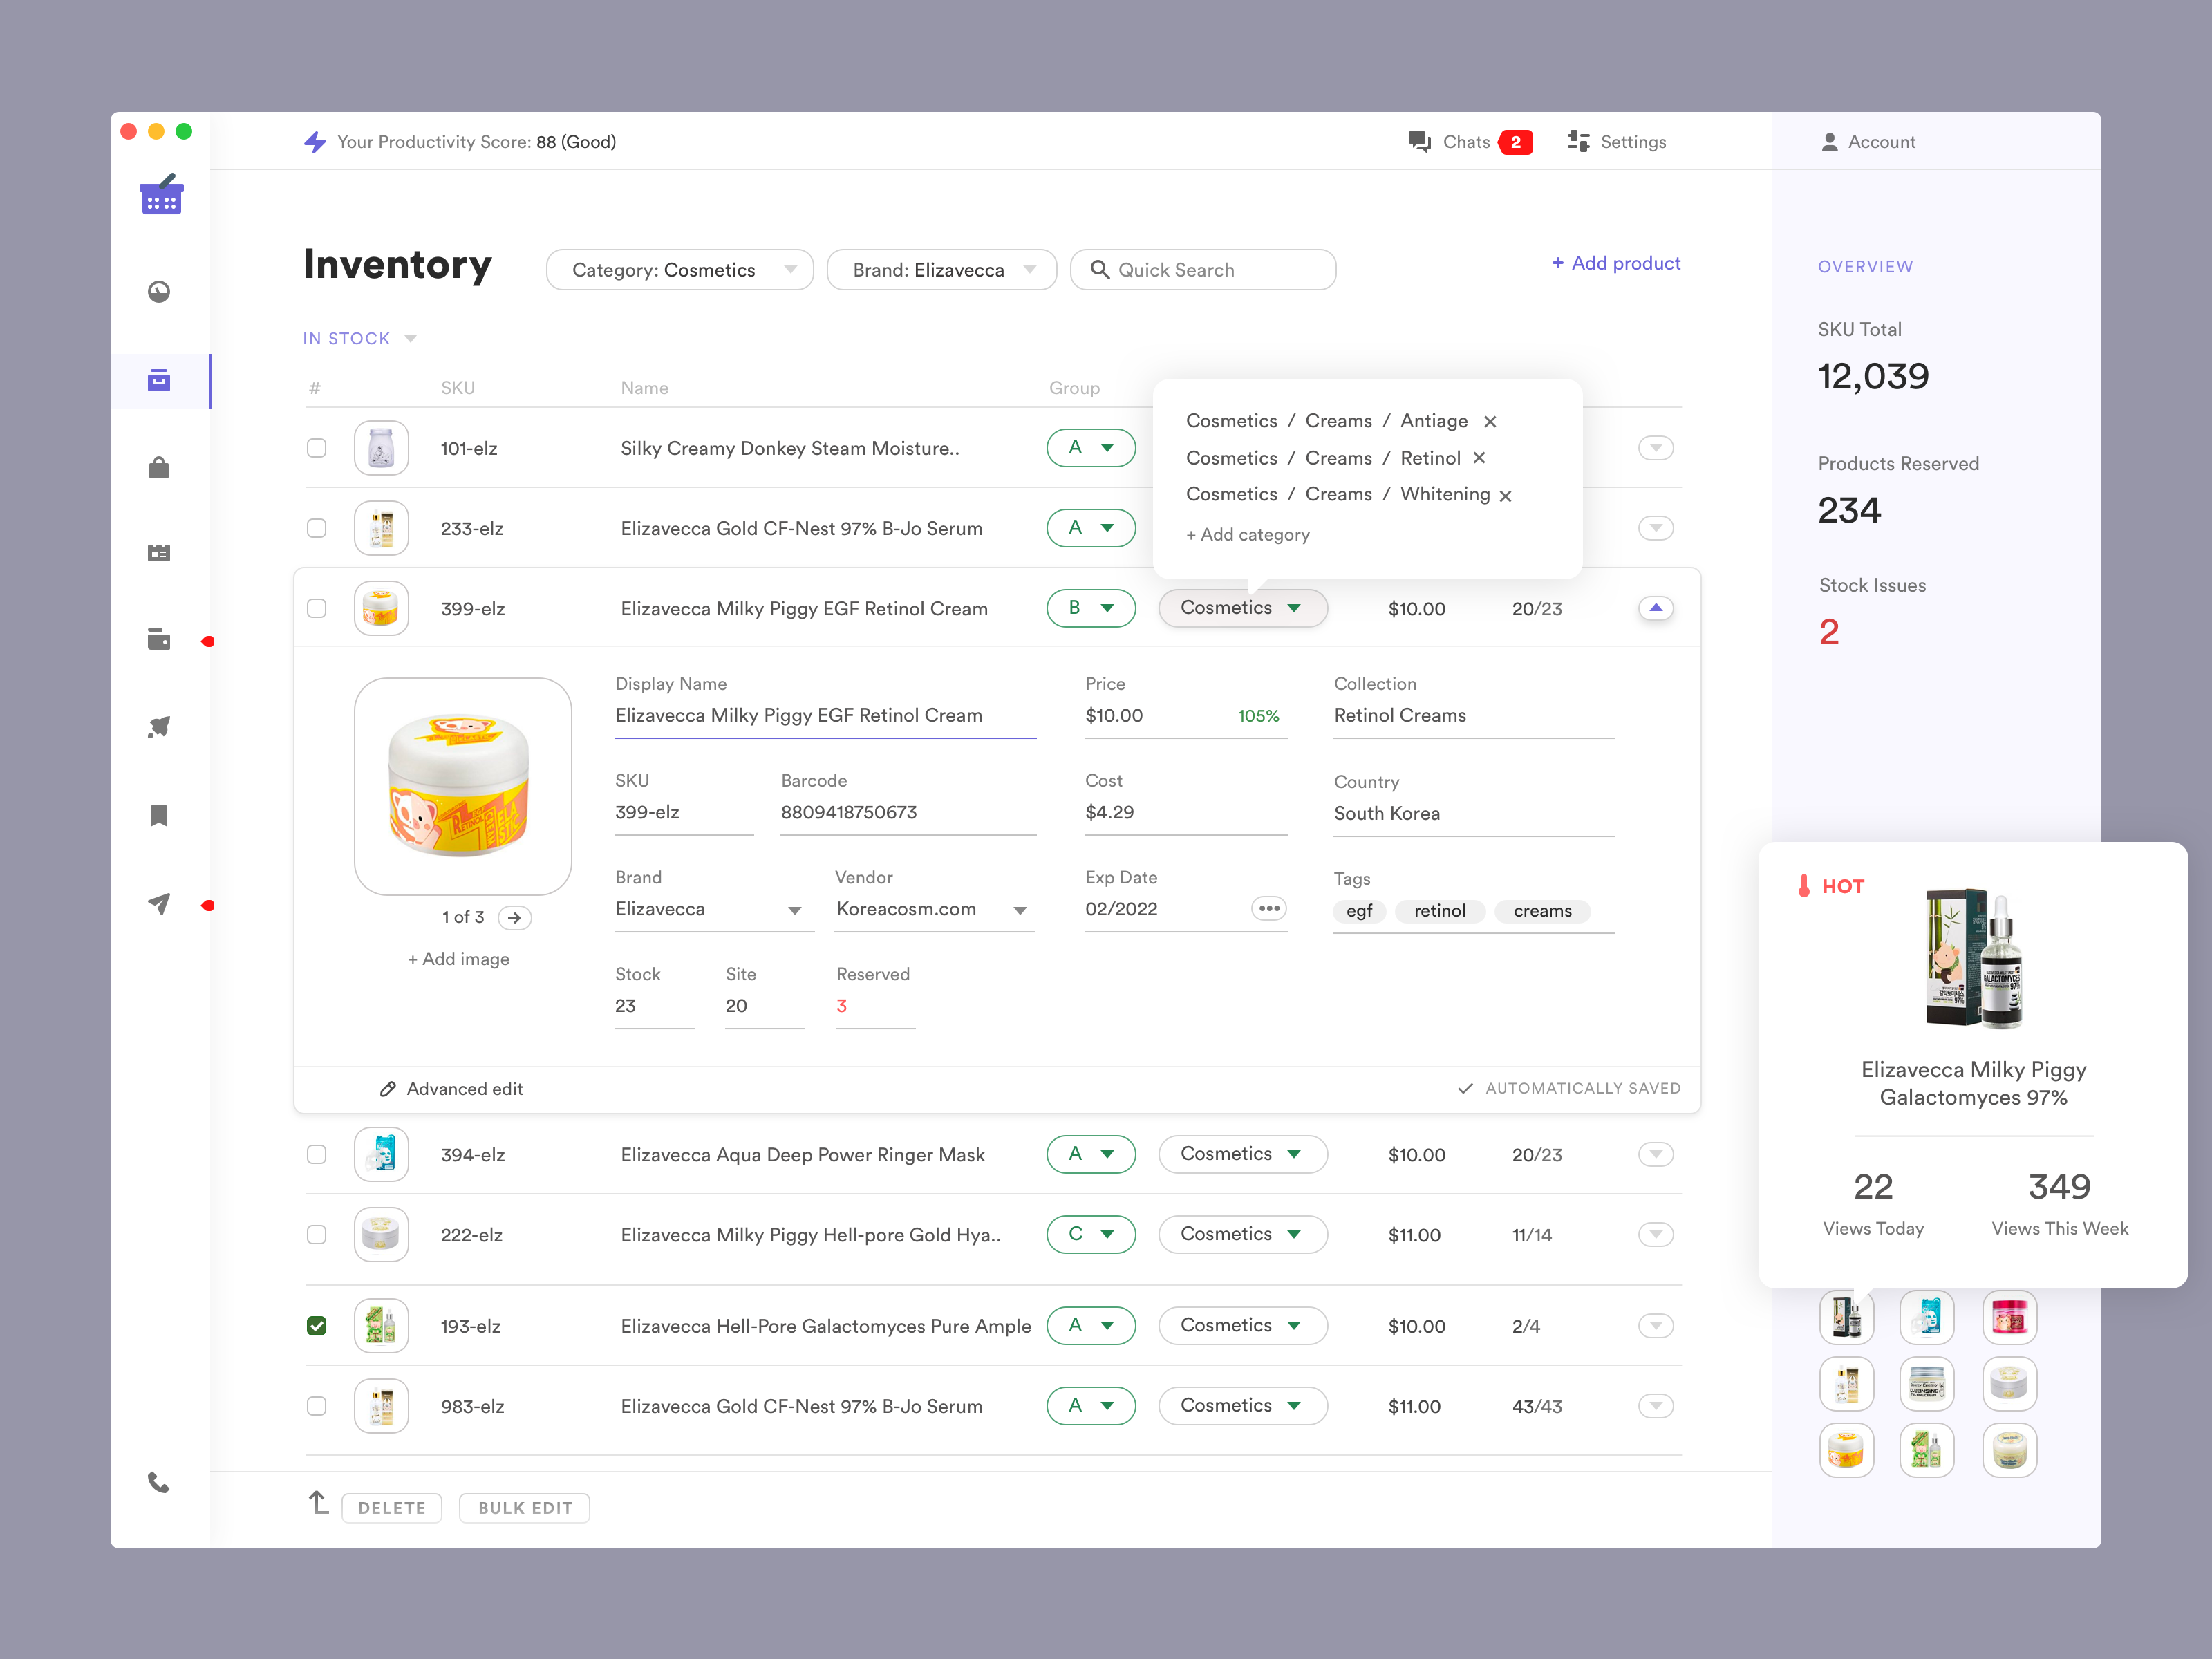 Your Productivity Score: 88 (Good)
Chats 2
Settings
Account
Inventory
Category: Cosmetics
Brand: Elizavecca
Quick Search
+ Add product
IN STOCK
# SKU Name Group
101-elz Silky Creamy Donkey Steam Moisture.. A
233-elz Elizavecca Gold CF-Nest 97% B-Jo Serum A
Cosmetics / Creams / Antiage ×
Cosmetics / Creams / Retinol ×
Cosmetics / Creams / Whitening ×
+ Add category
399-elz Elizavecca Milky Piggy EGF Retinol Cream B Cosmetics $10.00 20/23
Display Name
Elizavecca Milky Piggy EGF Retinol Cream
Price
$10.00 105%
Collection
Retinol Creams
SKU
399-elz
Barcode
8809418750673
Cost
$4.29
Country
South Korea
Brand
Elizavecca
Vendor
Koreacosm.com
Exp Date
02/2022
Tags
egf retinol creams
1 of 3
+ Add image
Stock
23
Site
20
Reserved
3
Advanced edit
AUTOMATICALLY SAVED
394-elz Elizavecca Aqua Deep Power Ringer Mask A Cosmetics $10.00 20/23
222-elz Elizavecca Milky Piggy Hell-pore Gold Hya.. C Cosmetics $11.00 11/14
193-elz Elizavecca Hell-Pore Galactomyces Pure Ample A Cosmetics $10.00 2/4
983-elz Elizavecca Gold CF-Nest 97% B-Jo Serum A Cosmetics $11.00 43/43
DELETE
BULK EDIT
OVERVIEW
SKU Total
12,039
Products Reserved
234
Stock Issues
2
HOT
GALACTOMYCES
97%
Elizavecca Milky Piggy
Galactomyces 97%
22
Views Today
349
Views This Week
CLEANSING